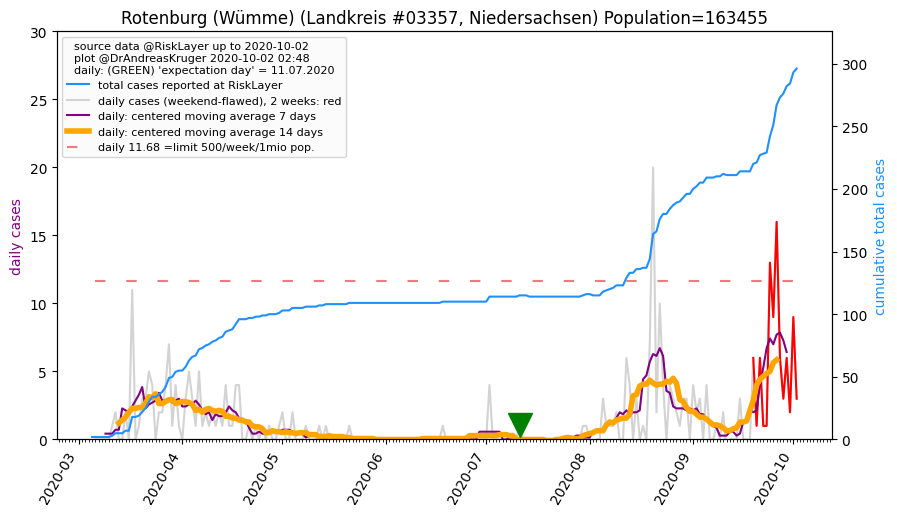 Rotenburg (Wümme) (Landkreis #03357, Niedersachsen) Population=163455
source data @RiskLayer up to 2020-10-02
plot @DrAndreasKruger 2020-10-02 02:48
daily: (GREEN) 'expectation day' = 11.07.2020
total cases reported at RiskLayer
daily cases (weekend-flawed), 2 weeks: red
daily: centered moving average 7 days
daily: centered moving average 14 days
daily 11.68 =limit 500/week/1mio pop.
daily cases
30
25
20
15
10
5
0
cumulative total cases
300
250
200
150
100
50
0
2020-03
2020-04
2020-05
2020-06
2020-07
2020-08
2020-09
2020-10